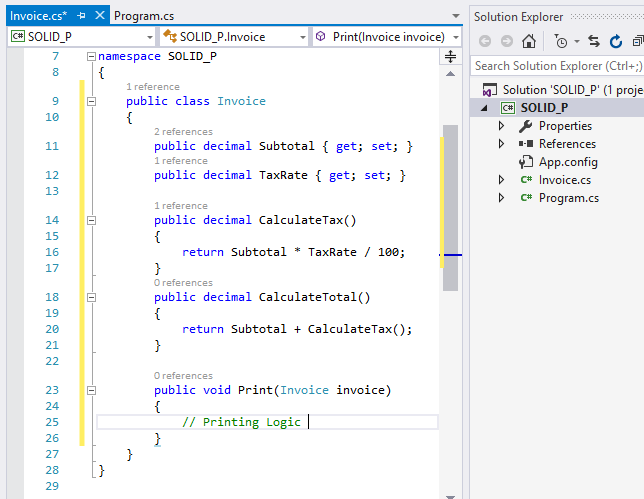 Invoice.cs* Program.cs
SOLID_P SOLID_P.Invoice Print(Invoice invoice)
7 namespace SOLID_P
8 {
1 reference
9 public class Invoice
10 {
2 references
11 public decimal Subtotal { get; set; }
1 reference
12 public decimal TaxRate { get; set; }
13
1 reference
14 public decimal CalculateTax()
15 {
16 return Subtotal * TaxRate / 100;
17 }
0 references
18 public decimal CalculateTotal()
19 {
20 return Subtotal + CalculateTax();
21 }
22
0 references
23 public void Print(Invoice invoice)
24 {
25 // Printing Logic
26 }
27 }
28 }
29
Solution Explorer
Search Solution Explorer (Ctrl+;)
Solution 'SOLID_P' (1 proje
C# SOLID_P
Properties
References
App.config
C# Invoice.cs
C# Program.cs